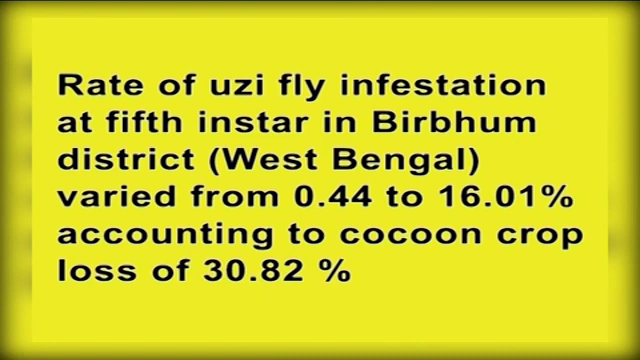 Rate of uzi fly infestation
at fifth instar in Birbhum
district (West Bengal)
varied from 0.44 to 16.01%
accounting to cocoon crop
loss of 30.82 %